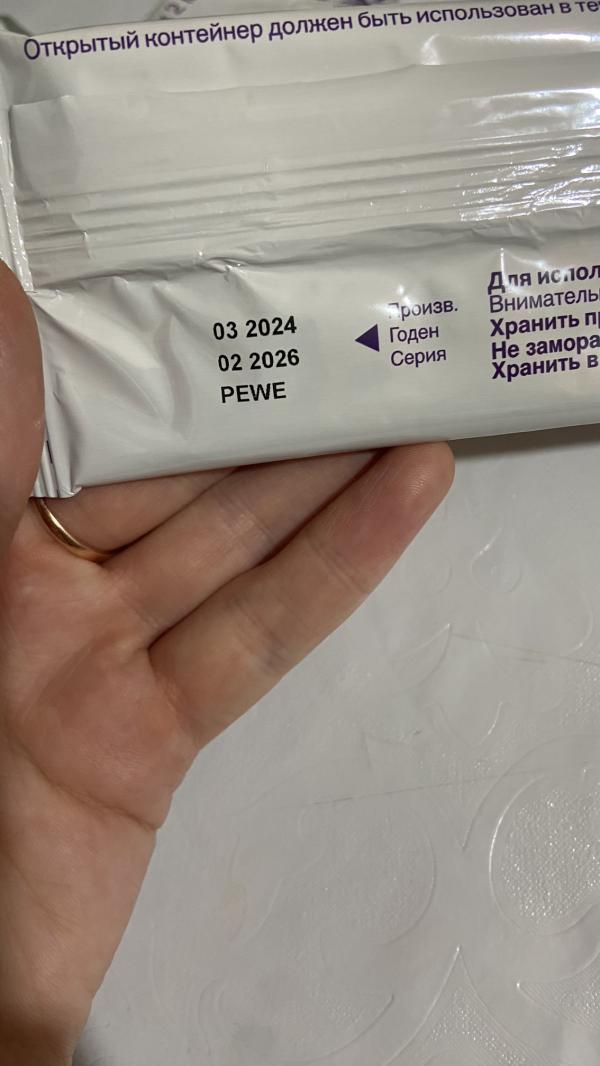 Открытый контейнер должен быть использован в те
03 2024
02 2026
PEWE
Произв.
Годен
Серия
Для испол
Вниматель
Хранить пр
Не замора
Хранить в